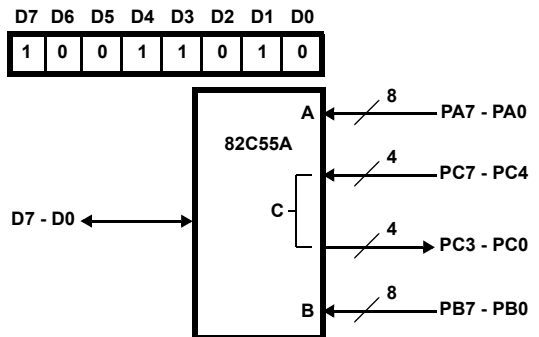 D7 D6 D5 D4 D3 D2 D1 D0
1 0 0 1 1 0 1 0
A 8 PA7 - PA0
82C55A
4 PC7 - PC4
C
D7 - D0
4 PC3 - PC0
B 8 PB7 - PB0